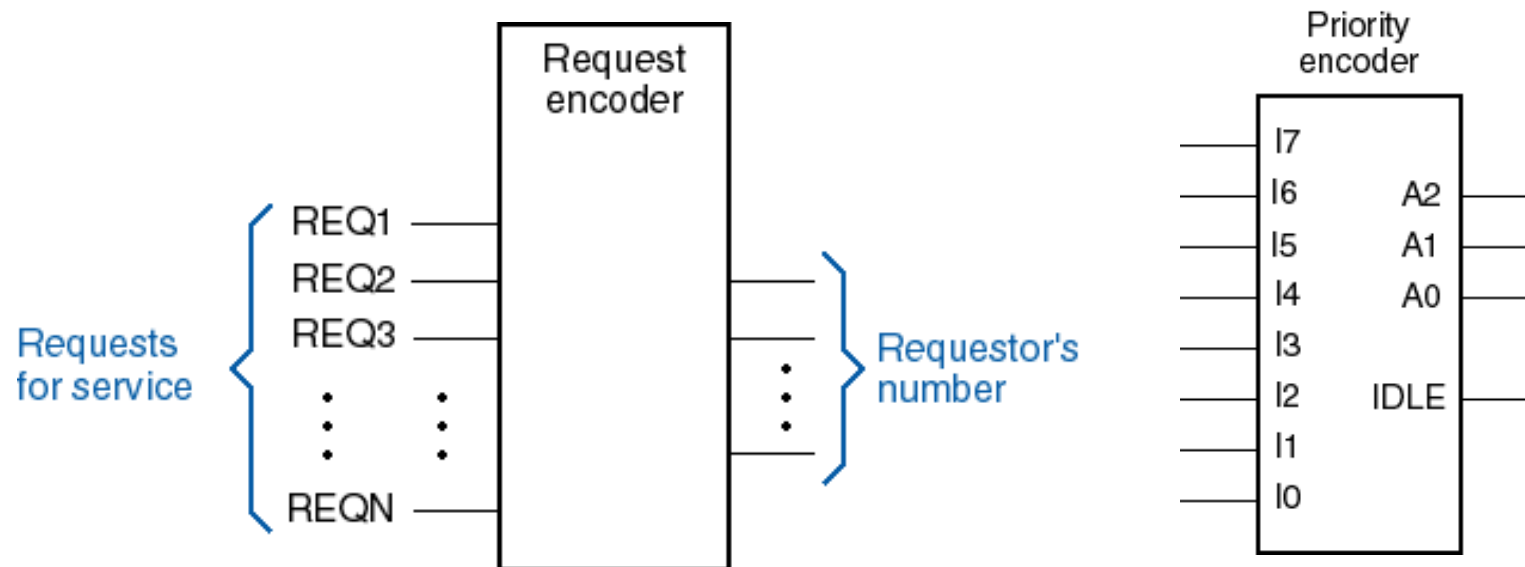 Request
encoder
REQ1
REQ2
REQ3
REQN
Requests
for service
Requestor's
number
Priority
encoder
I7
I6
I5
I4
I3
I2
I1
I0
A2
A1
A0
IDLE